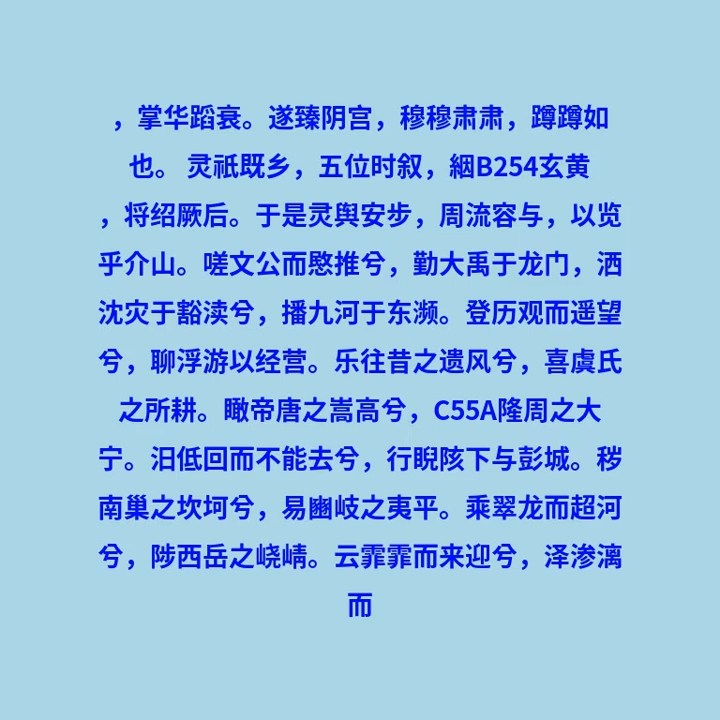 ，掌华蹈衰。遂臻阴宫，穆穆肃肃，蹲蹲如
也。 灵祇既乡，五位时叙，絪B254玄黄
，将绍厥后。于是灵舆安步，周流容与，以览
乎介山。嗟文公而愍推兮，勤大禹于龙门，洒
沈灾于豁渎兮，播九河于东濒。登历观而遥望
兮，聊浮游以经营。乐往昔之遗风兮，喜虞氏
之所耕。瞰帝唐之嵩高兮，C55A隆周之大
宁。汨低回而不能去兮，行睨陔下与彭城。秽
南巢之坎坷兮，易豳岐之夷平。乘翠龙而超河
兮，陟西岳之峣崝。云霏霏而来迎兮，泽渗漓
而